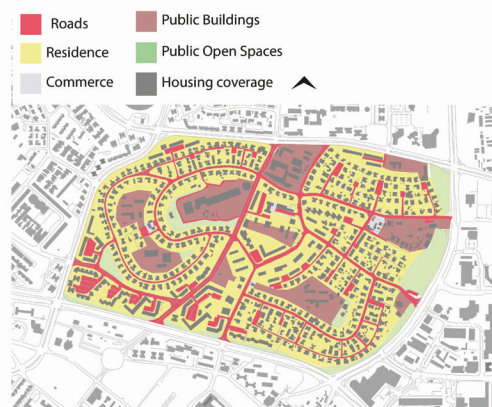 Roads
Public Buildings
Residence
Public Open Spaces
Commerce
Housing coverage